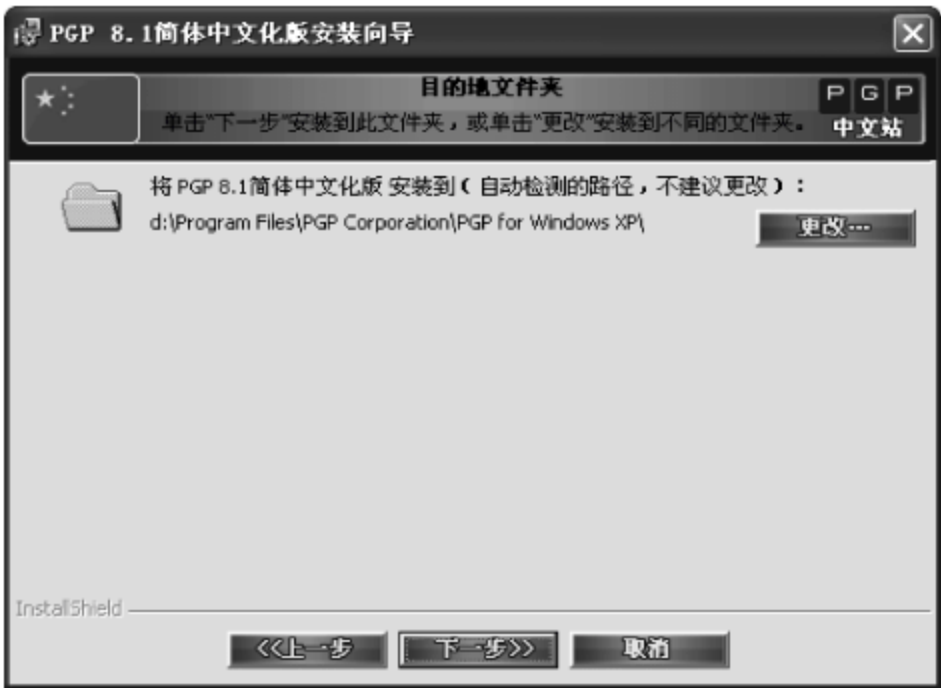 PGP 8.1简体中文化版安装向导
目的地文件夹
单击"下一步"安装到此文件夹，或单击"更改"安装到不同的文件夹。
PGP
中文站
将 PGP 8.1简体中文化版 安装到（自动检测的路径，不建议更改）：
d:\Program Files\PGP Corporation\PGP for Windows XP\
更改…
InstallShield
<<上一步
下一步>>
取消